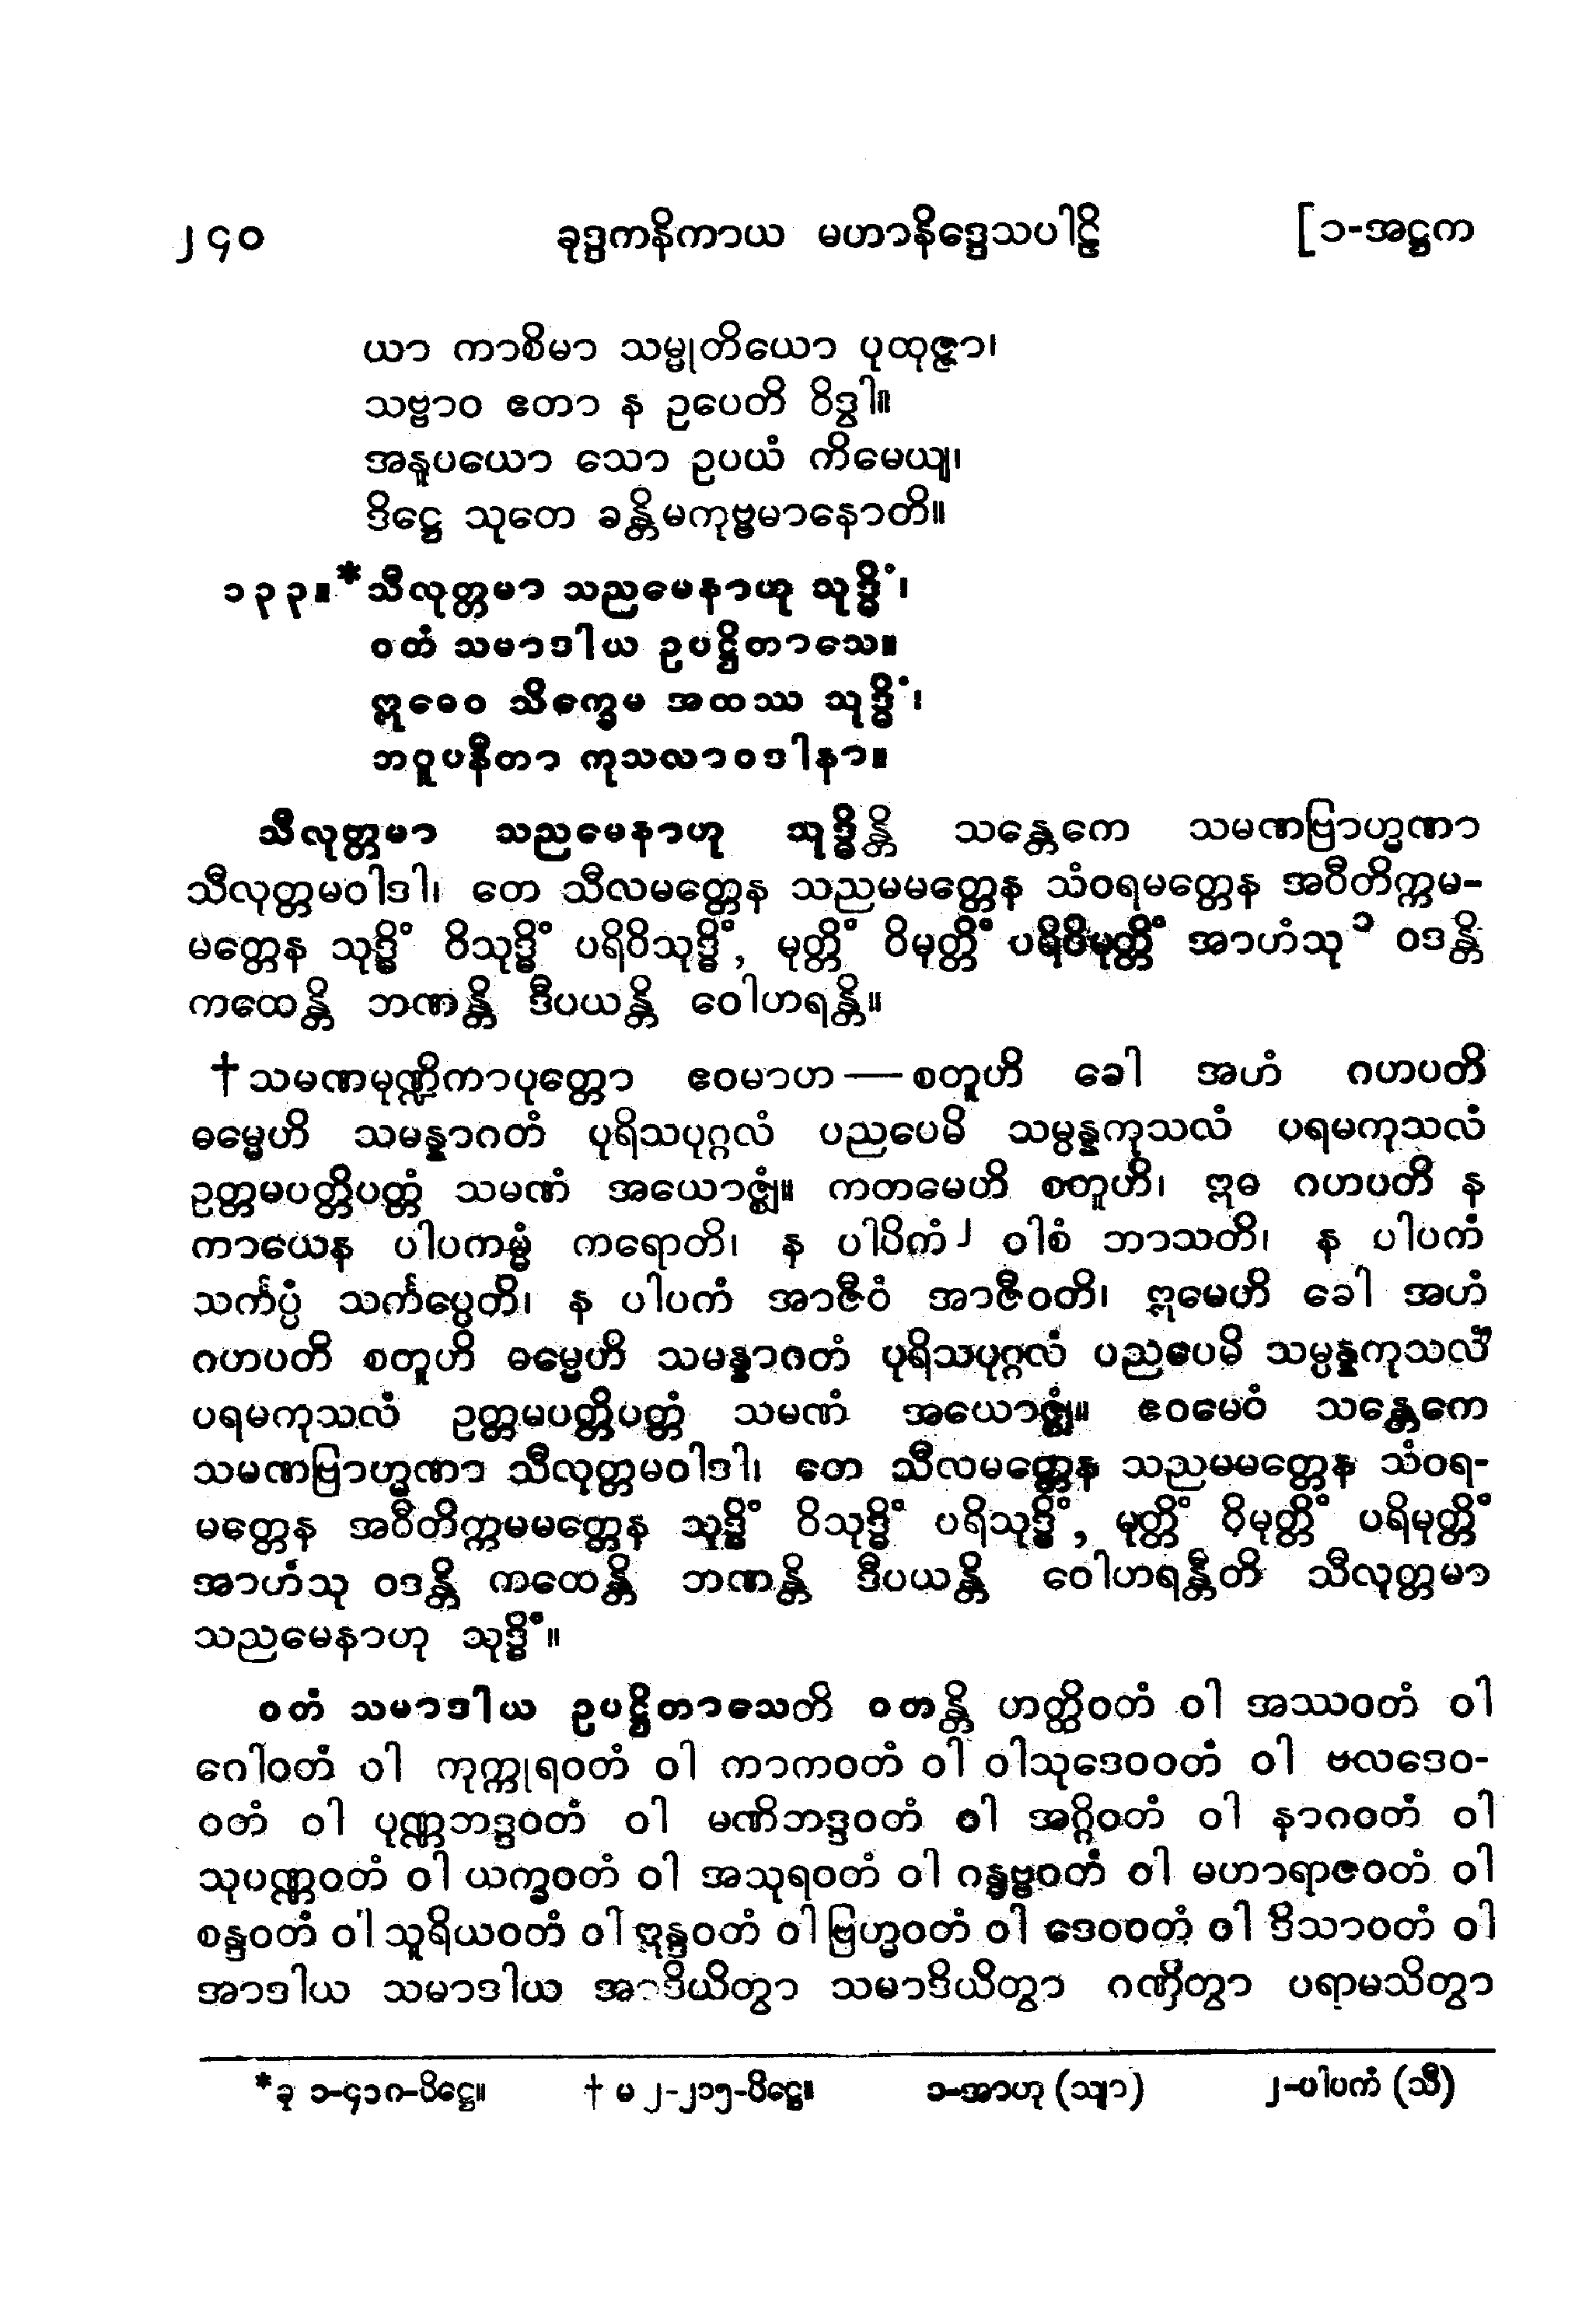 ၂၄၀ ခုဒ္ဒကနိကာယ မဟာနိဒ္ဒေသပါဠိ [၁-အဋ္ဌက
ယာ ကာစိမာ သမ္မုတိယော ပုထုဇ္ဇာ၊
သဗ္ဗာဝ ဧတာ န ဥပေတိ ဝိဒွါ။
အနူပယော သော ဥပယံ ကိမေယျ၊
ဒိဋ္ဌေ သုတေ ခန္တိမကုဗ္ဗမာနောတိ။
၁၃၃။*သီလုတ္တမာ သညမေနာဟု သုဒ္ဓိံ၊
ဝတံ သမာဒါယ ဥပဋ္ဌိတာသေ။
ဣဓေဝ သိက္ခေမ အထဿ သုဒ္ဓိံ၊
ဘဝူပနီတာ ကုသလာဝဒါနာ။
သီလုတ္တမာ သညမေနာဟု သုဒ္ဓိန္တိ သန္တေကေ သမဏဗြာဟ္မဏာ
သီလုတ္တမဝါဒါ၊ တေ သီလမတ္တေန သညမမတ္တေန သံဝရမတ္တေန အဝီတိက္ကမ-
မတ္တေန သုဒ္ဓိံ ဝိသုဒ္ဓိံ ပရိဝိသုဒ္ဓိံ, မုတ္တိံ ဝိမုတ္တိံ ပရိဝိမုတ္တိံ အာဟံသု ၁ ဝဒန္တိ
ကထေန္တိ ဘဏန္တိ ဒီပယန္တိ ဝေါဟရန္တိ။
† သမဏမုဏ္ဍိကာပုတ္တော ဧဝမာဟ — စတူဟိ ခေါ အဟံ ဂဟပတိ
ဓမ္မေဟိ သမန္နာဂတံ ပုရိသပုဂ္ဂလံ ပညပေမိ သမ္ပန္နကုသလံ ပရမကုသလံ
ဥတ္တမပတ္တိပတ္တံ သမဏံ အယောဇ္ဈံ။ ကတမေဟိ စတူဟိ၊ ဣဓ ဂဟပတိ န
ကာယေန ပါပကမ္မံ ကရောတိ၊ န ပါပိကံ ၂ ဝါစံ ဘာသတိ၊ န ပါပကံ
သင်္ကပ္ပံ သင်္ကပ္ပေတိ၊ န ပါပကံ အာဇီဝံ အာဇီဝတိ၊ ဣမေဟိ ခေါ အဟံ
ဂဟပတိ စတူဟိ ဓမ္မေဟိ သမန္နာဂတံ ပုရိသပုဂ္ဂလံ ပညပေမိ သမ္ပန္နကုသလံ
ပရမကုသလံ ဥတ္တမပတ္တိပတ္တံ သမဏံ အယောဇ္ဈံ။ ဧဝမေဝံ သန္တေကေ
သမဏဗြာဟ္မဏာ သီလုတ္တမဝါဒါ၊ တေ သီလမတ္တေန သညမမတ္တေန သံဝရ-
မတ္တေန အဝီတိက္ကမမတ္တေန သုဒ္ဓိံ ဝိသုဒ္ဓိံ ပရိသုဒ္ဓိံ, မုတ္တိံ ဝိမုတ္တိံ ပရိမုတ္တိံ
အာဟံသု ဝဒန္တိ ကထေန္တိ ဘဏန္တိ ဒီပယန္တိ ဝေါဟရန္တီတိ သီလုတ္တမာ
သညမေနာဟု သုဒ္ဓိံ။
ဝတံ သမာဒါယ ဥပဋ္ဌိတာသေတိ ဝတန္တိ ဟတ္ထိဝတံ ဝါ အဿဝတံ ဝါ
ဂေါဝတံ ဝါ ကုက္ကုရဝတံ ဝါ ကာကဝတံ ဝါ ဝါသုဒေဝဝတံ ဝါ ဗလဒေဝ-
ဝတံ ဝါ ပုဏ္ဏဘဒ္ဒဝတံ ဝါ မဏိဘဒ္ဒဝတံ ဝါ အဂ္ဂိဝတံ ဝါ နာဂဝတံ ဝါ
သုပဏ္ဏဝတံ ဝါ ယက္ခဝတံ ဝါ အသုရဝတံ ဝါ ဂန္ဓဗ္ဗဝတံ ဝါ မဟာရာဇဝတံ ဝါ
စန္ဒဝတံ ဝါ သူရိယဝတံ ဝါ ဣန္ဒဝတံ ဝါ ဗြဟ္မဝတံ ဝါ ဒေဝဝတံ ဝါ ဒိသာဝတံ ဝါ
အာဒါယ သမာဒါယ အာဒိယိတွာ သမာဒိယိတွာ ဂဏှိတွာ ပရာမသိတွာ
*ခု ၁-၄၁၈-ပိဋ္ဌေ။ † မ ၂-၂၁၅-ပိဋ္ဌေ။ ၁-အာဟု (သျာ) ၂-ပါပကံ (သီ)